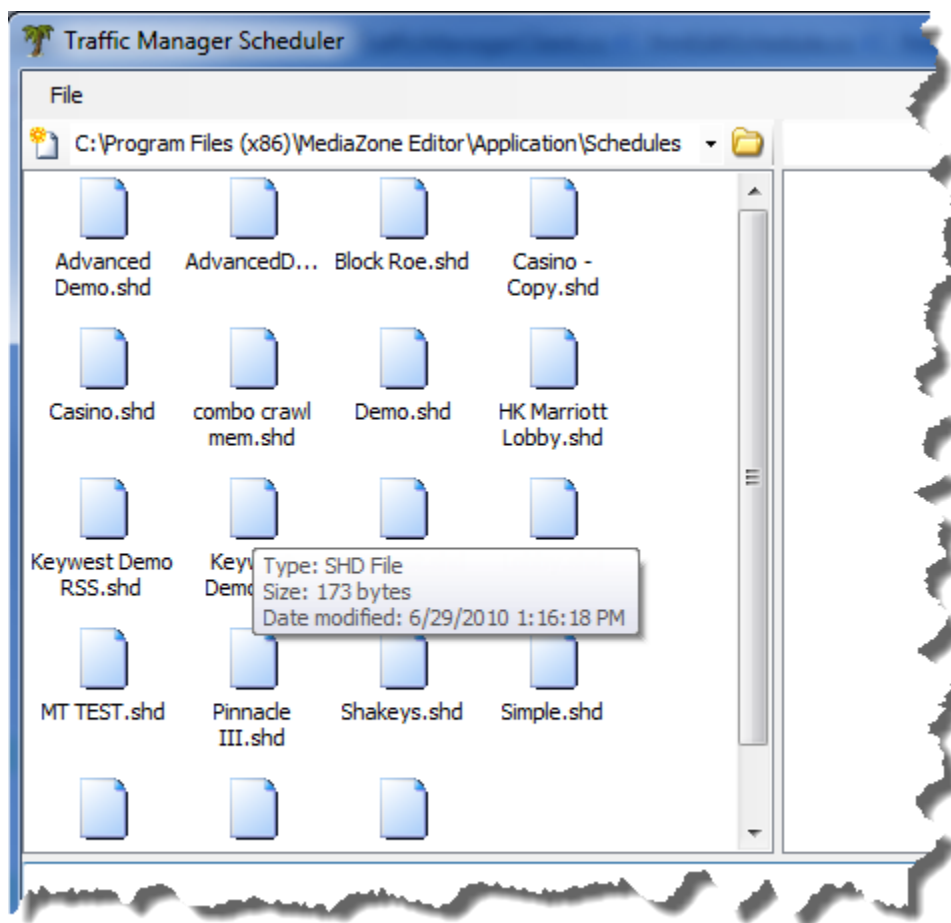 Traffic Manager Scheduler
File
C:\Program Files (x86)\MediaZone Editor\Application\Schedules
Advanced
Demo.shd
AdvancedD...
Block Roe.shd
Casino -
Copy.shd
Casino.shd
combo crawl
mem.shd
Demo.shd
HK Marriott
Lobby.shd
Keywest Demo
RSS.shd
Type: SHD File
Size: 173 bytes
Date modified: 6/29/2010 1:16:18 PM
MT TEST.shd
Pinnacle
III.shd
Shakeys.shd
Simple.shd